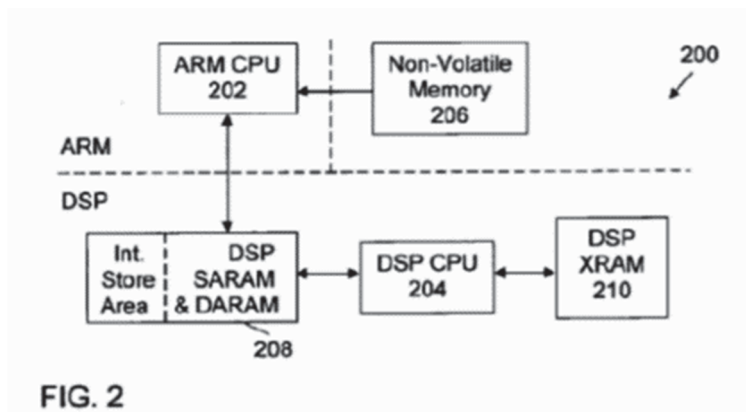 ARM CPU
202
Non-Volatile
Memory
206
200
ARM
DSP
Int.
Store
Area
DSP
SARAM
& DARAM
208
DSP CPU
204
DSP
XRAM
210
FIG. 2